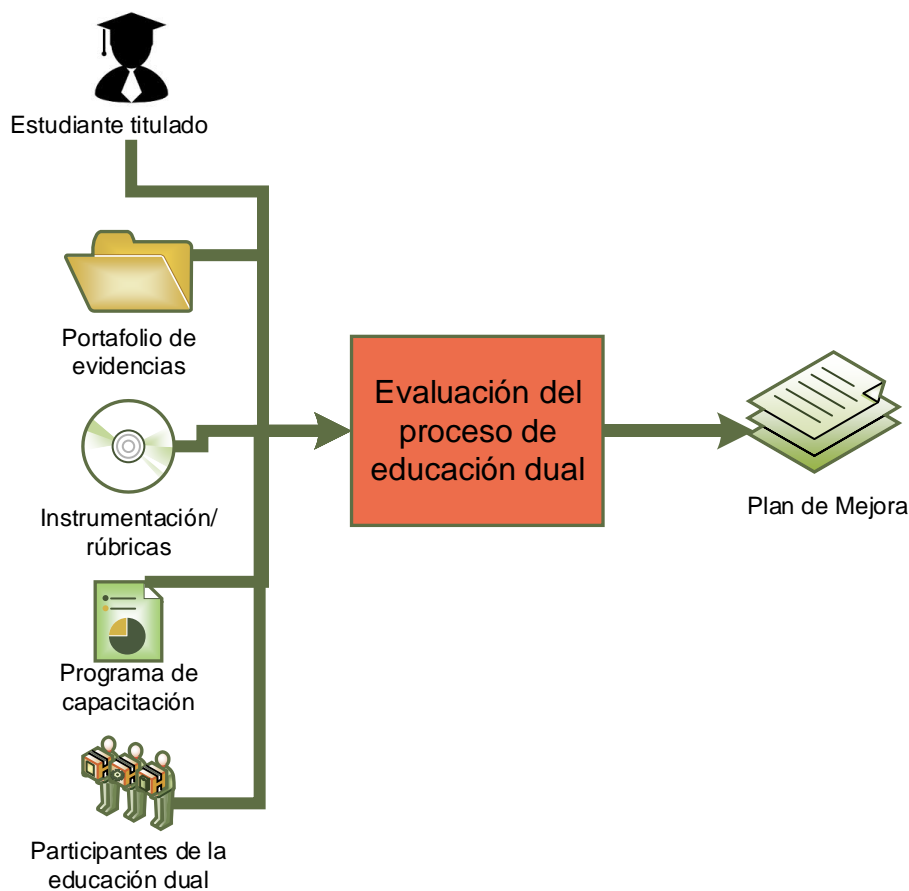 Estudiante titulado
Portafolio de
evidencias
Instrumentación/
rúbricas
Programa de
capacitación
Participantes de la
educación dual
Evaluación del
proceso de
educación dual
Plan de Mejora